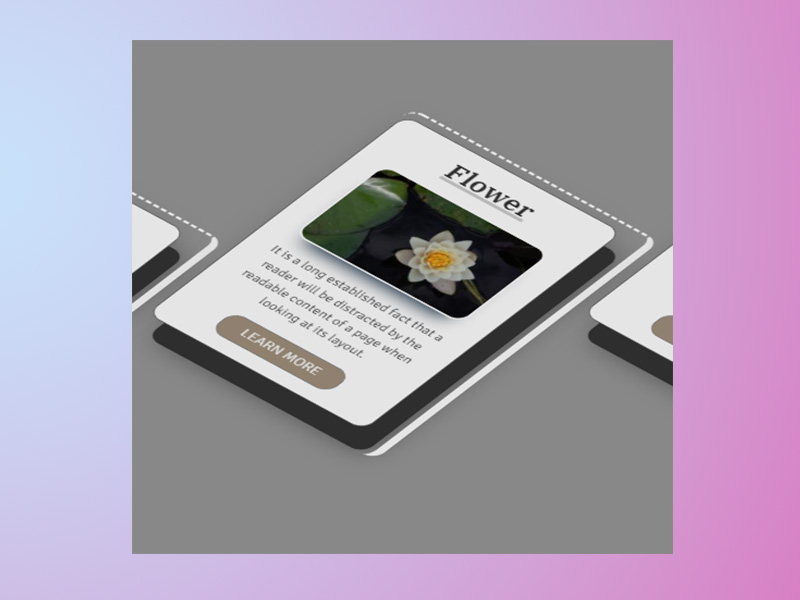 Flower
It is a long established fact that a
reader will be distracted by the
readable content of a page when
looking at its layout.
LEARN MORE